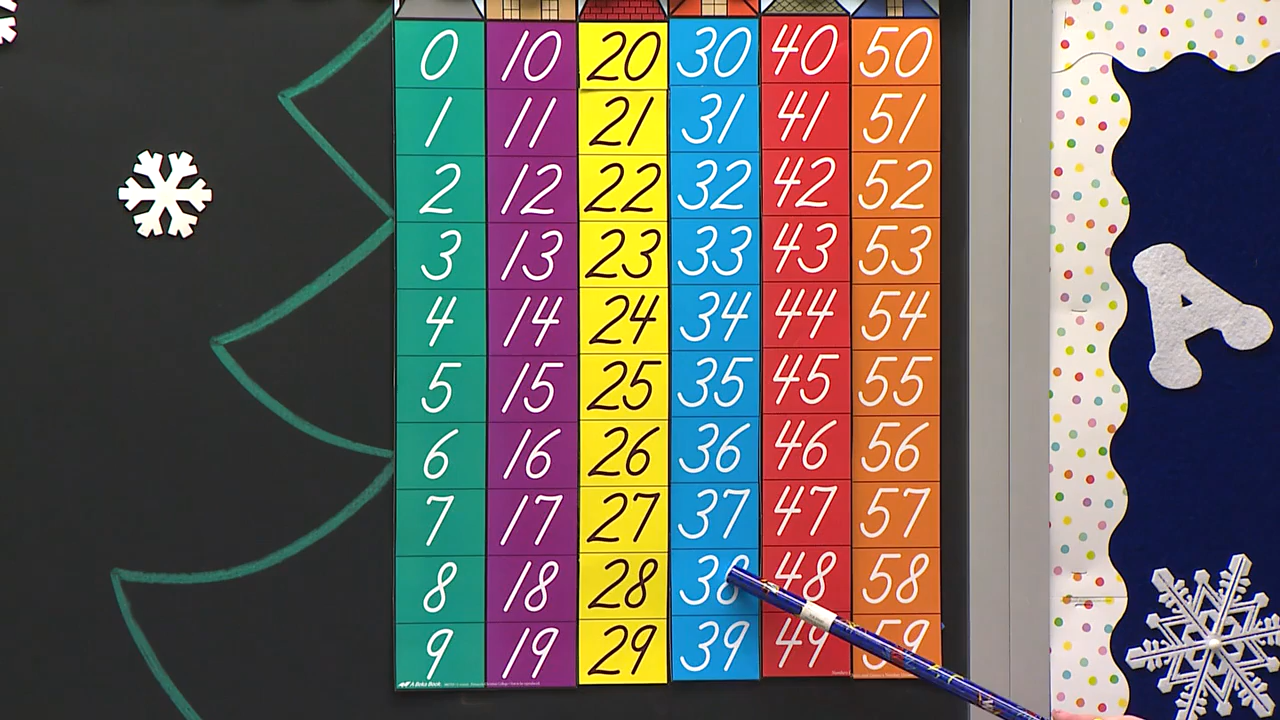 0 10 20 30 40 50
1 11 21 31 41 51
2 12 22 32 42 52
3 13 23 33 43 53
4 14 24 34 44 54
5 15 25 35 45 55
6 16 26 36 46 56
7 17 27 37 47 57
8 18 28 38 48 58
9 19 29 39 49 59
A Beka Book
A